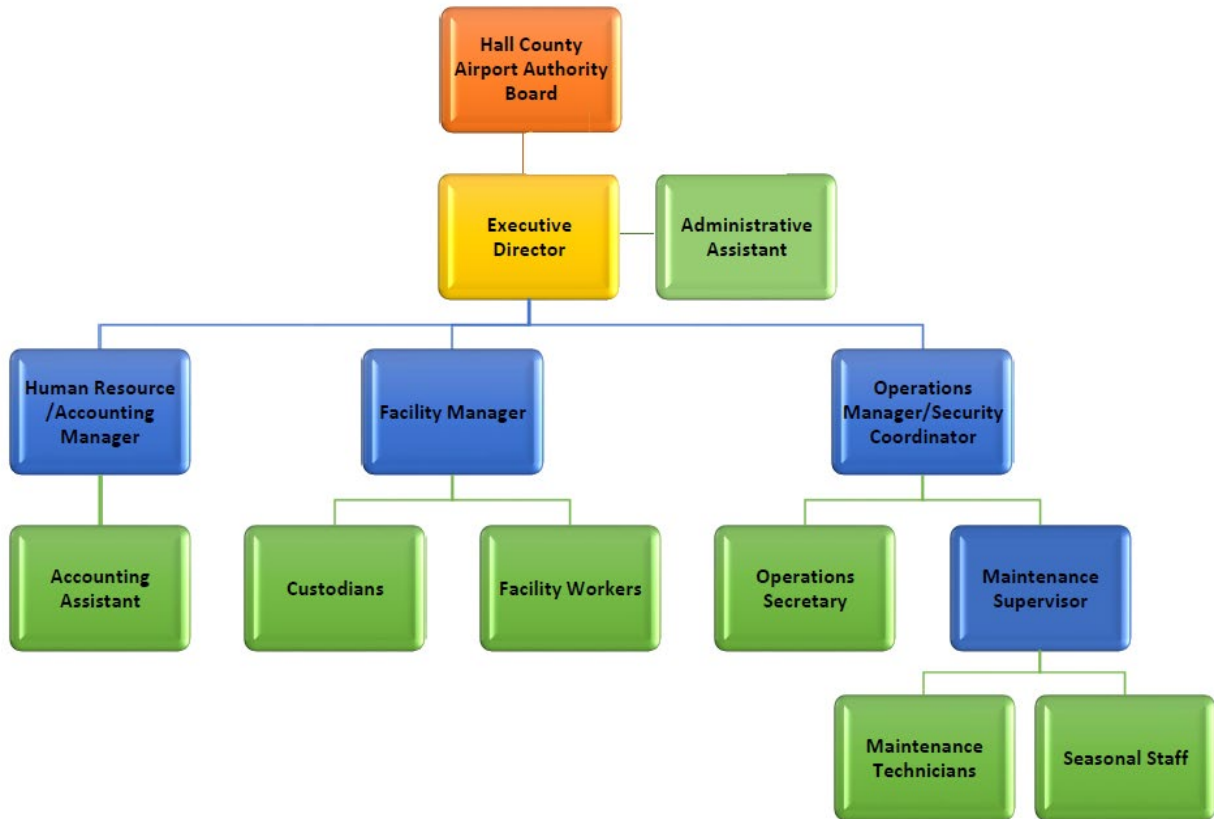 Hall County
Airport Authority
Board
Executive
Director
Administrative
Assistant
Human Resource
/Accounting
Manager
Facility Manager
Operations
Manager/Security
Coordinator
Accounting
Assistant
Custodians
Facility Workers
Operations
Secretary
Maintenance
Supervisor
Maintenance
Technicians
Seasonal Staff